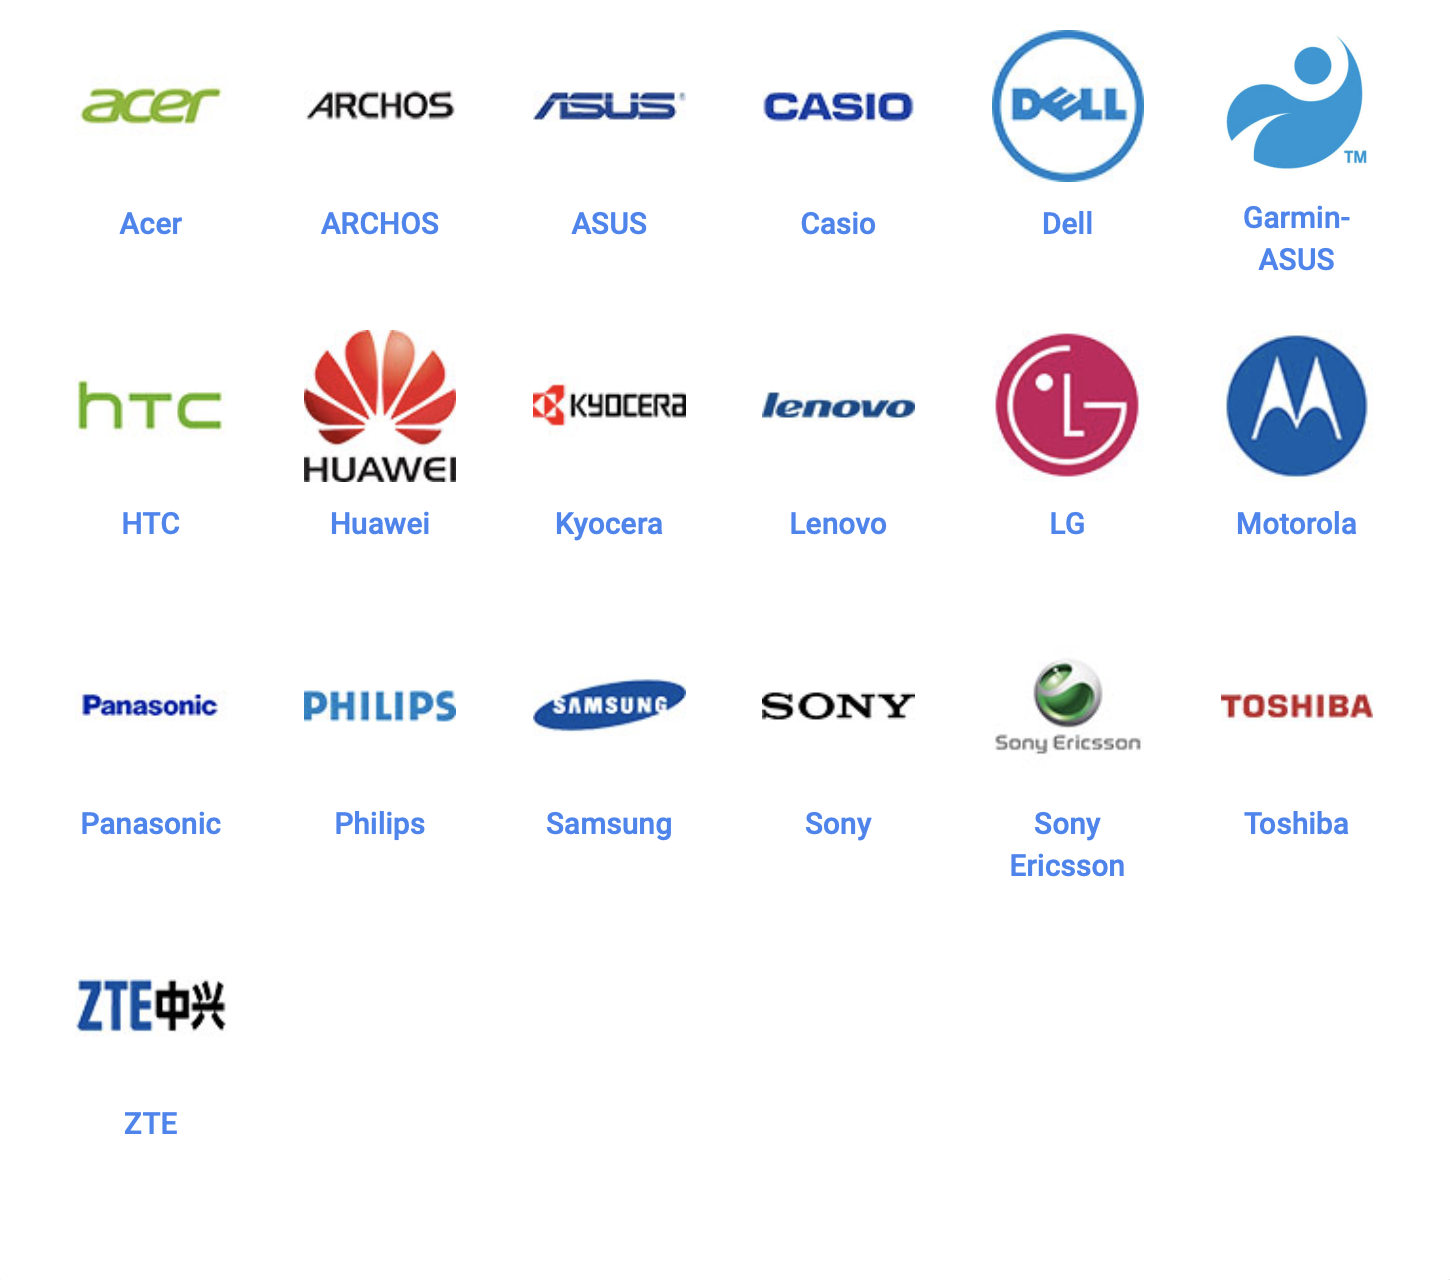 acer ARCHOS ASUS® CASIO DELL TM
Acer ARCHOS ASUS Casio Dell Garmin-
ASUS
hTC HUAWEI KYOCERA lenovo LG M
HTC Huawei Kyocera Lenovo LG Motorola
Panasonic PHILIPS SAMSUNG SONY Sony Ericsson TOSHIBA
Panasonic Philips Samsung Sony Sony Toshiba
Ericsson
ZTE中兴
ZTE